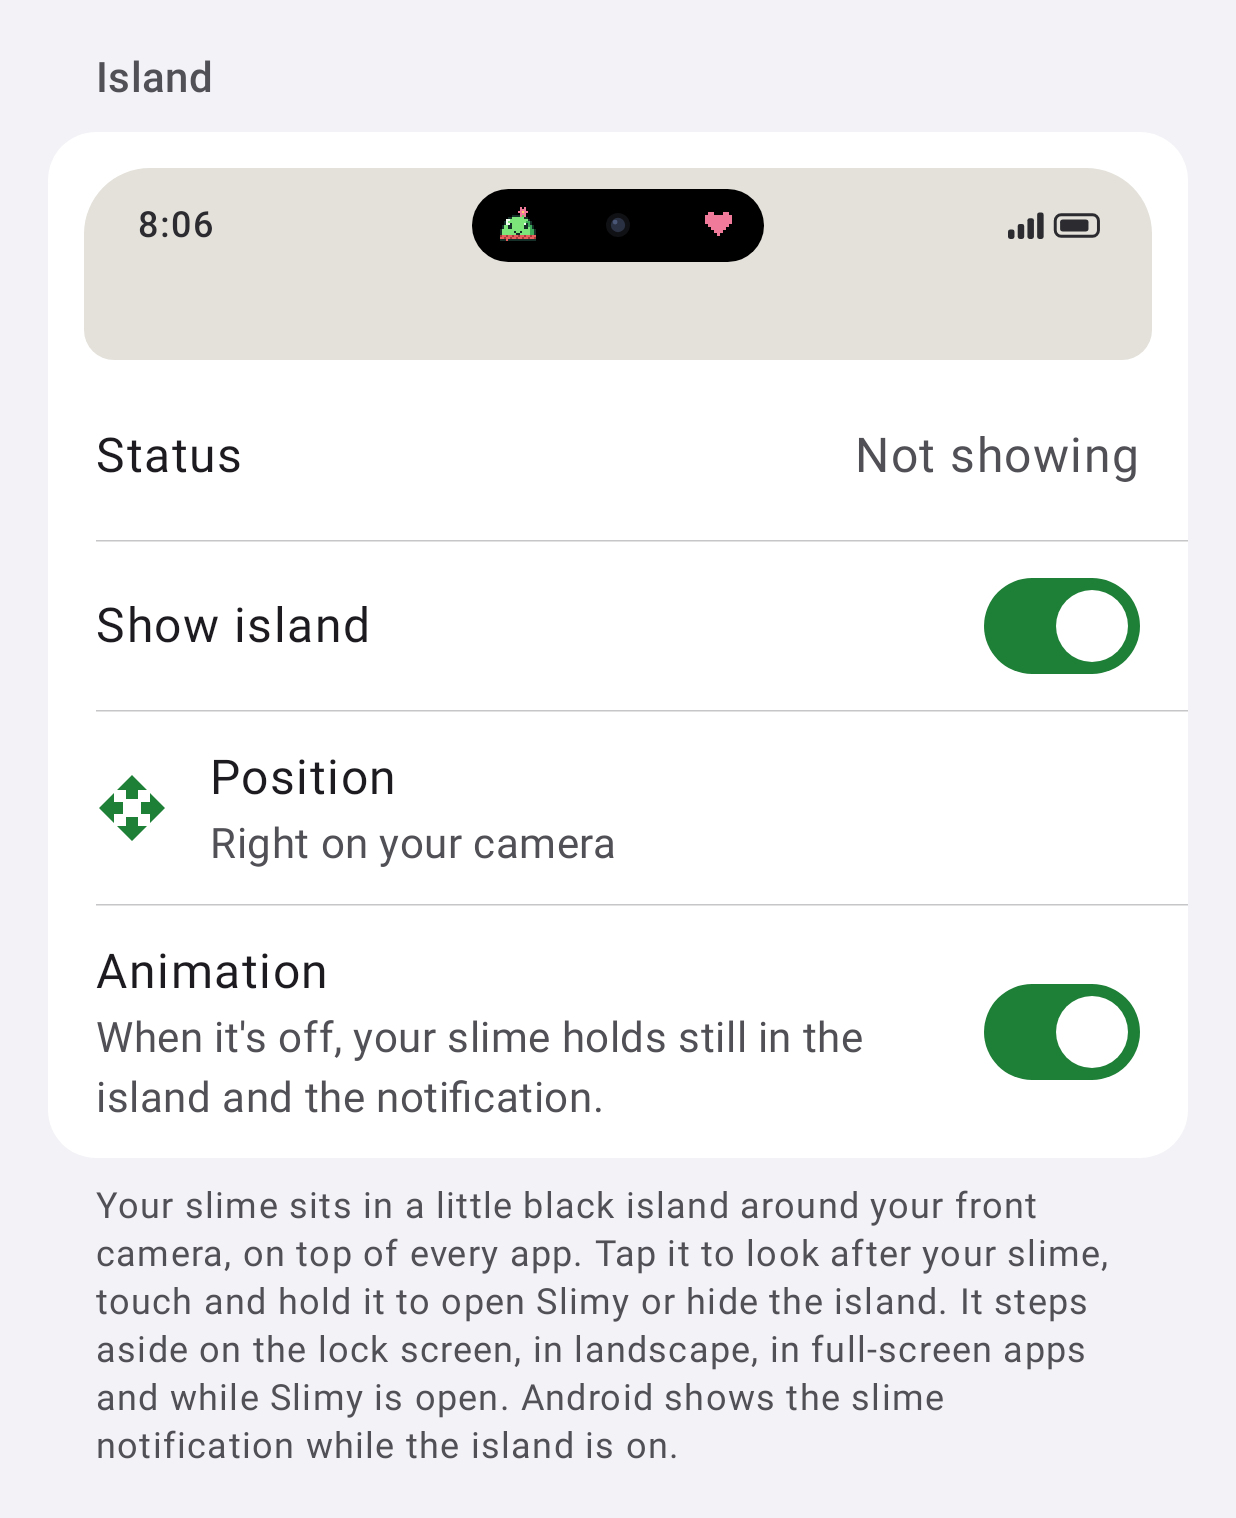 Island
8:06
Status
Not showing
Show island
Position
Right on your camera
Animation
When it's off, your slime holds still in the
island and the notification.
Your slime sits in a little black island around your front
camera, on top of every app. Tap it to look after your slime,
touch and hold it to open Slimy or hide the island. It steps
aside on the lock screen, in landscape, in full-screen apps
and while Slimy is open. Android shows the slime
notification while the island is on.